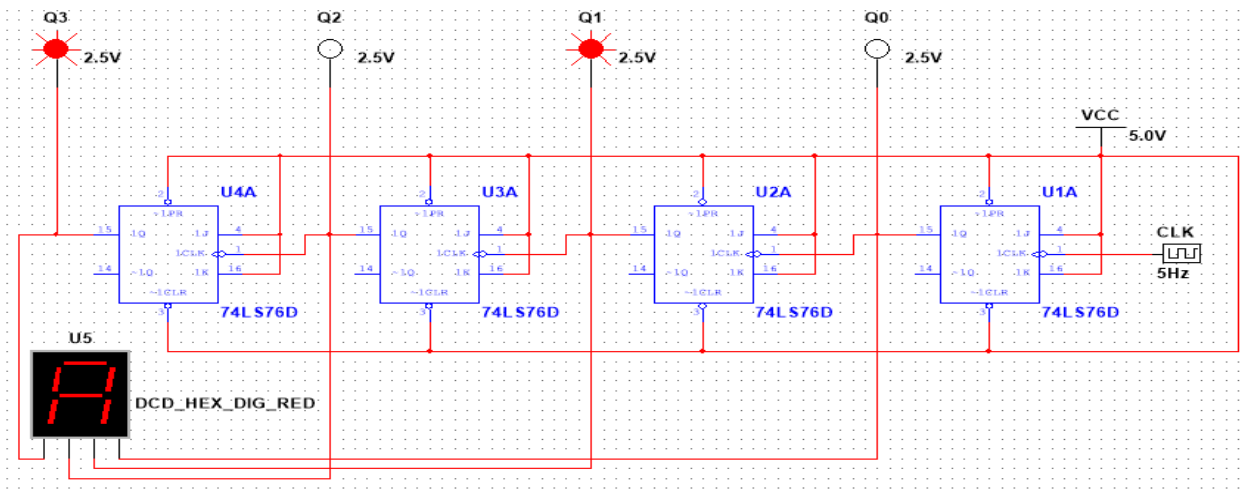 Q3
Q2
Q1
Q0
2.5V
2.5V
2.5V
2.5V
VCC
5.0V
U4A
U3A
U2A
U1A
2
2
2
2
~1PR
~1PR
~1PR
~1PR
15 1Q 1J 4
15 1Q 1J 4
15 1Q 1J 4
15 1Q 1J 4
1CLK 1
1CLK 1
1CLK 1
1CLK 1
CLK
14 ~1Q 1K 16
14 ~1Q 1K 16
14 ~1Q 1K 16
14 ~1Q 1K 16
5Hz
~1CLR
~1CLR
~1CLR
~1CLR
3
3
3
3
74LS76D
74LS76D
74LS76D
74LS76D
U5
A
DCD_HEX_DIG_RED